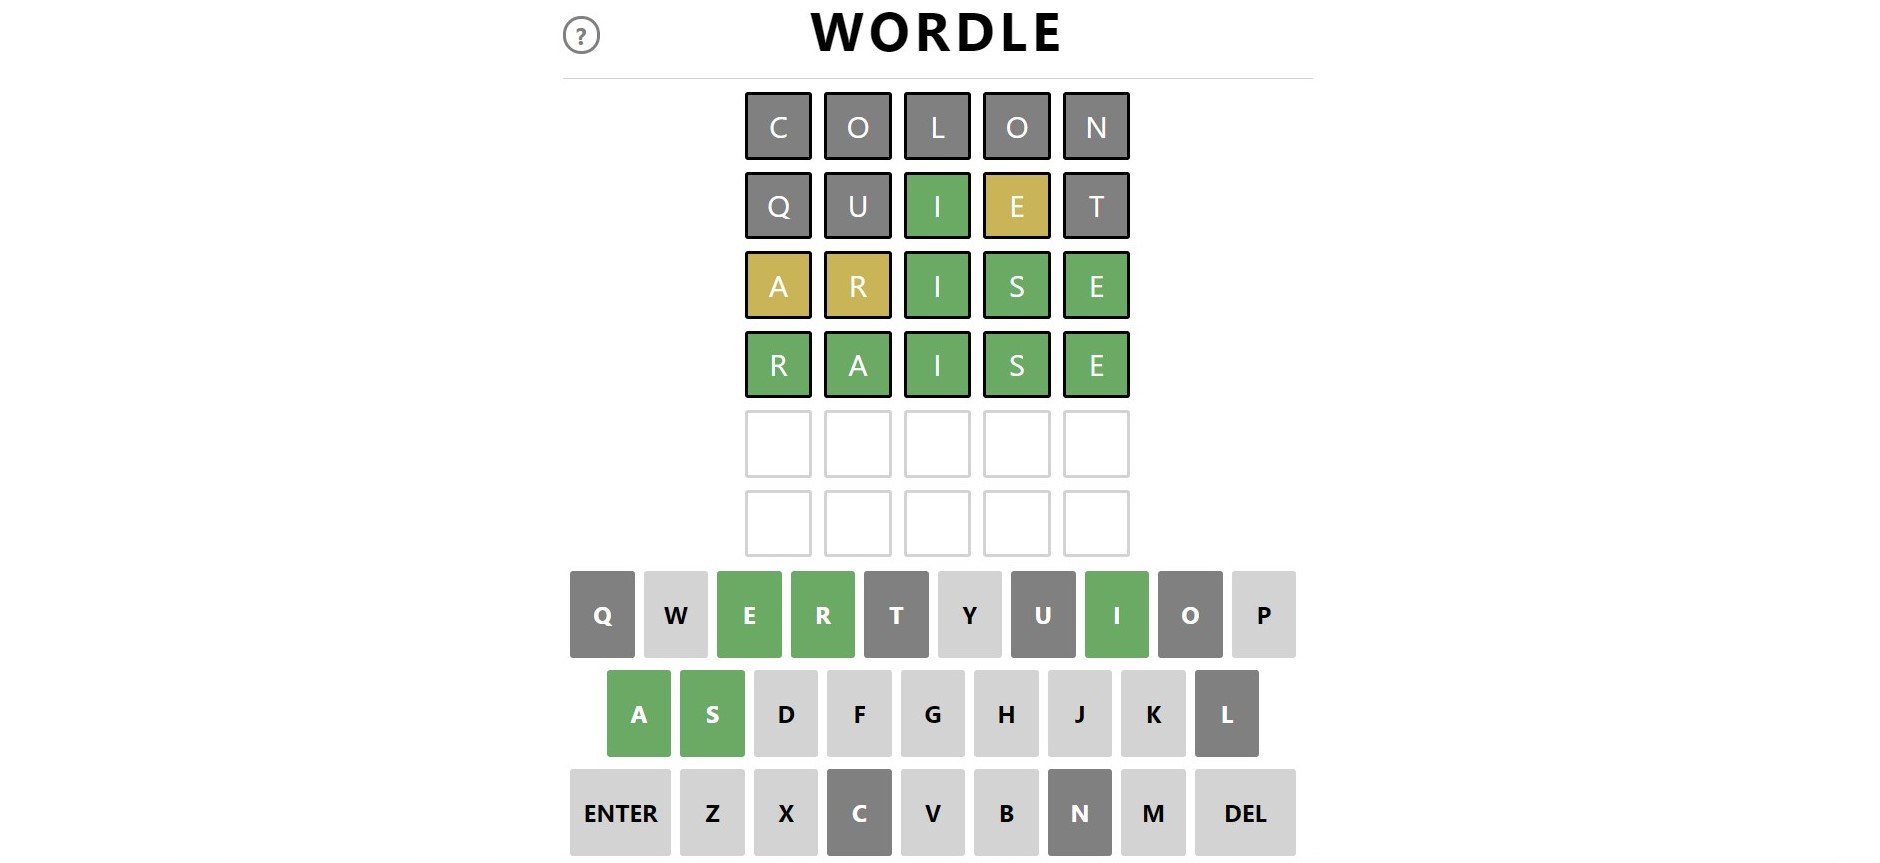 ?
WORDLE
C O L O N
Q U I E T
A R I S E
R A I S E
Q W E R T Y U I O P
A S D F G H J K L
ENTER Z X C V B N M DEL